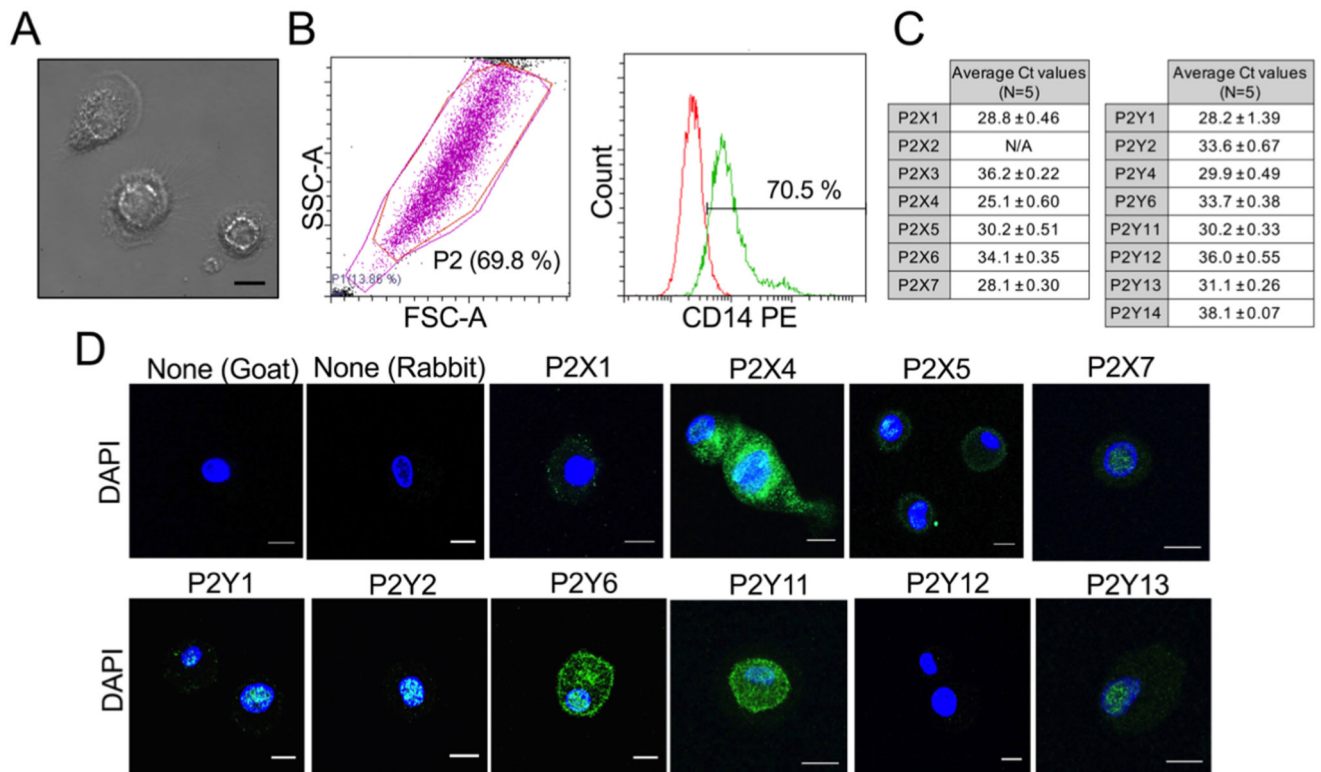 A
B
C
SSC-A
P2 (69.8 %)
P1(13.86 %)
FSC-A
Count
70.5 %
CD14 PE
Average Ct values
(N=5)
P2X1 28.8 ± 0.46
P2X2 N/A
P2X3 36.2 ± 0.22
P2X4 25.1 ± 0.60
P2X5 30.2 ± 0.51
P2X6 34.1 ± 0.35
P2X7 28.1 ± 0.30
Average Ct values
(N=5)
P2Y1 28.2 ± 1.39
P2Y2 33.6 ± 0.67
P2Y4 29.9 ± 0.49
P2Y6 33.7 ± 0.38
P2Y11 30.2 ± 0.33
P2Y12 36.0 ± 0.55
P2Y13 31.1 ± 0.26
P2Y14 38.1 ± 0.07
D
None (Goat) None (Rabbit) P2X1 P2X4 P2X5 P2X7
DAPI
P2Y1 P2Y2 P2Y6 P2Y11 P2Y12 P2Y13
DAPI